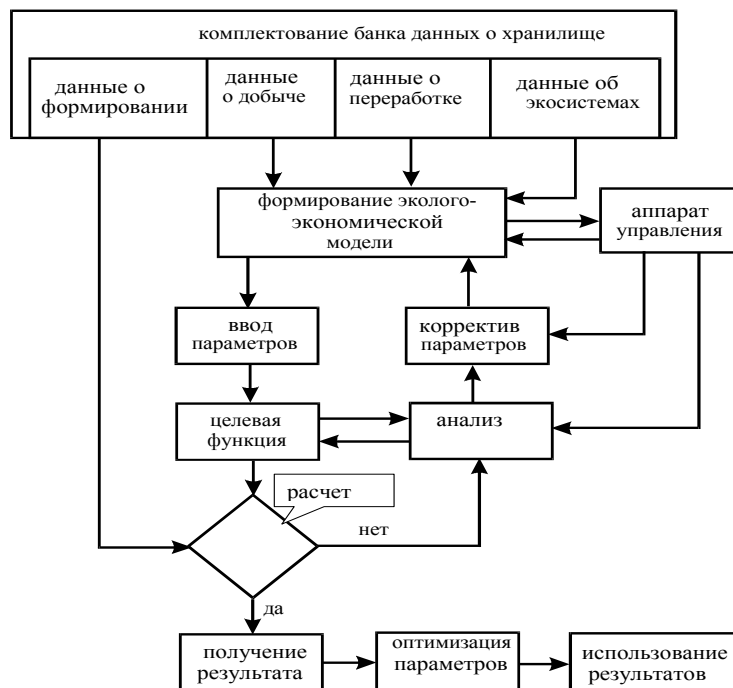 комплектование банка данных о хранилище
данные о
формировании
данные
о добыче
данные о
переработке
данные об
экосистемах
формирование эколого-
экономической
модели
аппарат
управления
ввод
параметров
корректив
параметров
целевая
функция
анализ
расчет
нет
да
получение
результата
оптимизация
параметров
использование
результатов